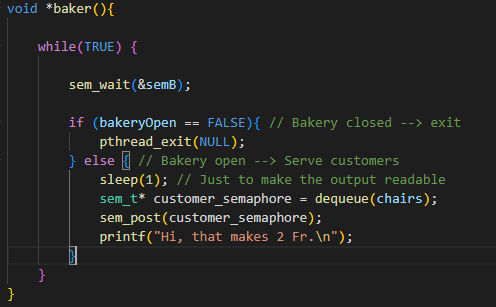 void *baker(){
while(TRUE) {
sem_wait(&semB);
if (bakeryOpen == FALSE){ // Bakery closed --> exit
pthread_exit(NULL);
} else { // Bakery open --> Serve customers
sleep(1); // Just to make the output readable
sem_t* customer_semaphore = dequeue(chairs);
sem_post(customer_semaphore);
printf("Hi, that makes 2 Fr.\n");
}
}
}